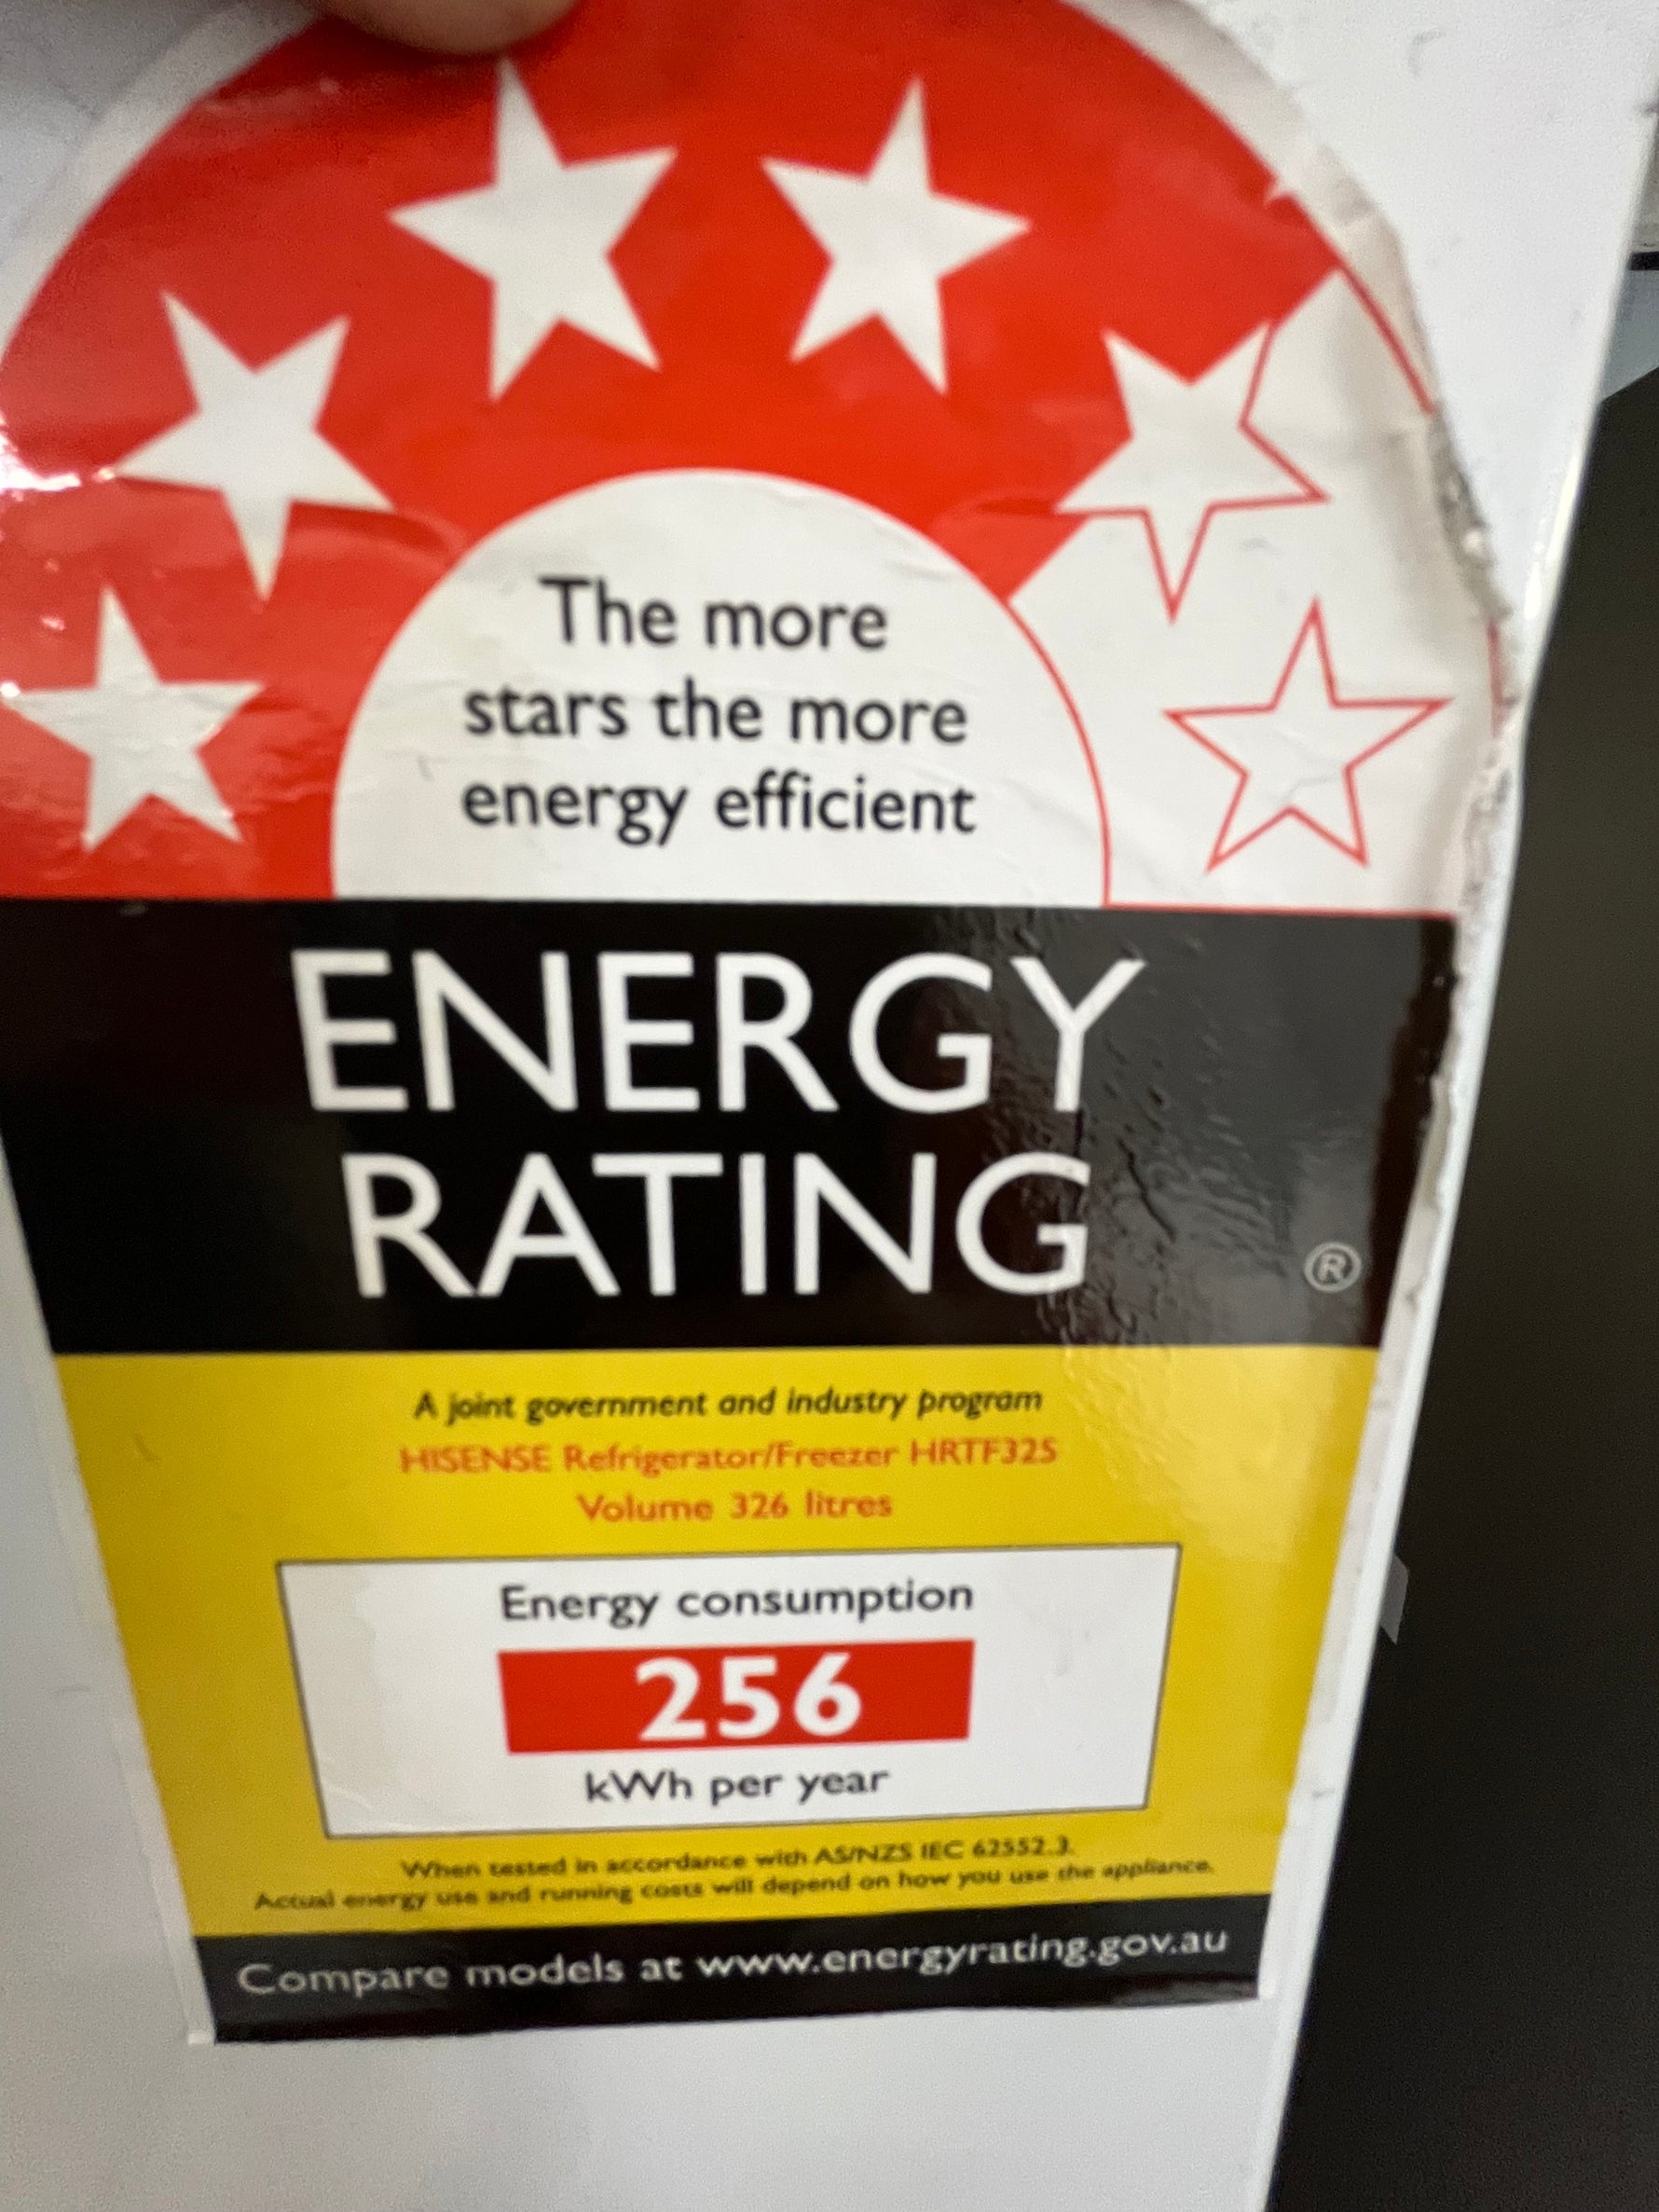 The more
stars the more
energy efficient
ENERGY
RATING
®
A joint government and industry program
HISENSE Refrigerator/Freezer HRTF325
Volume 326 litres
Energy consumption
256
kWh per year
When tested in accordance with AS/NZS IEC 62552.3.
Actual energy use and running costs will depend on how you use the appliance.
Compare models at www.energyrating.gov.au